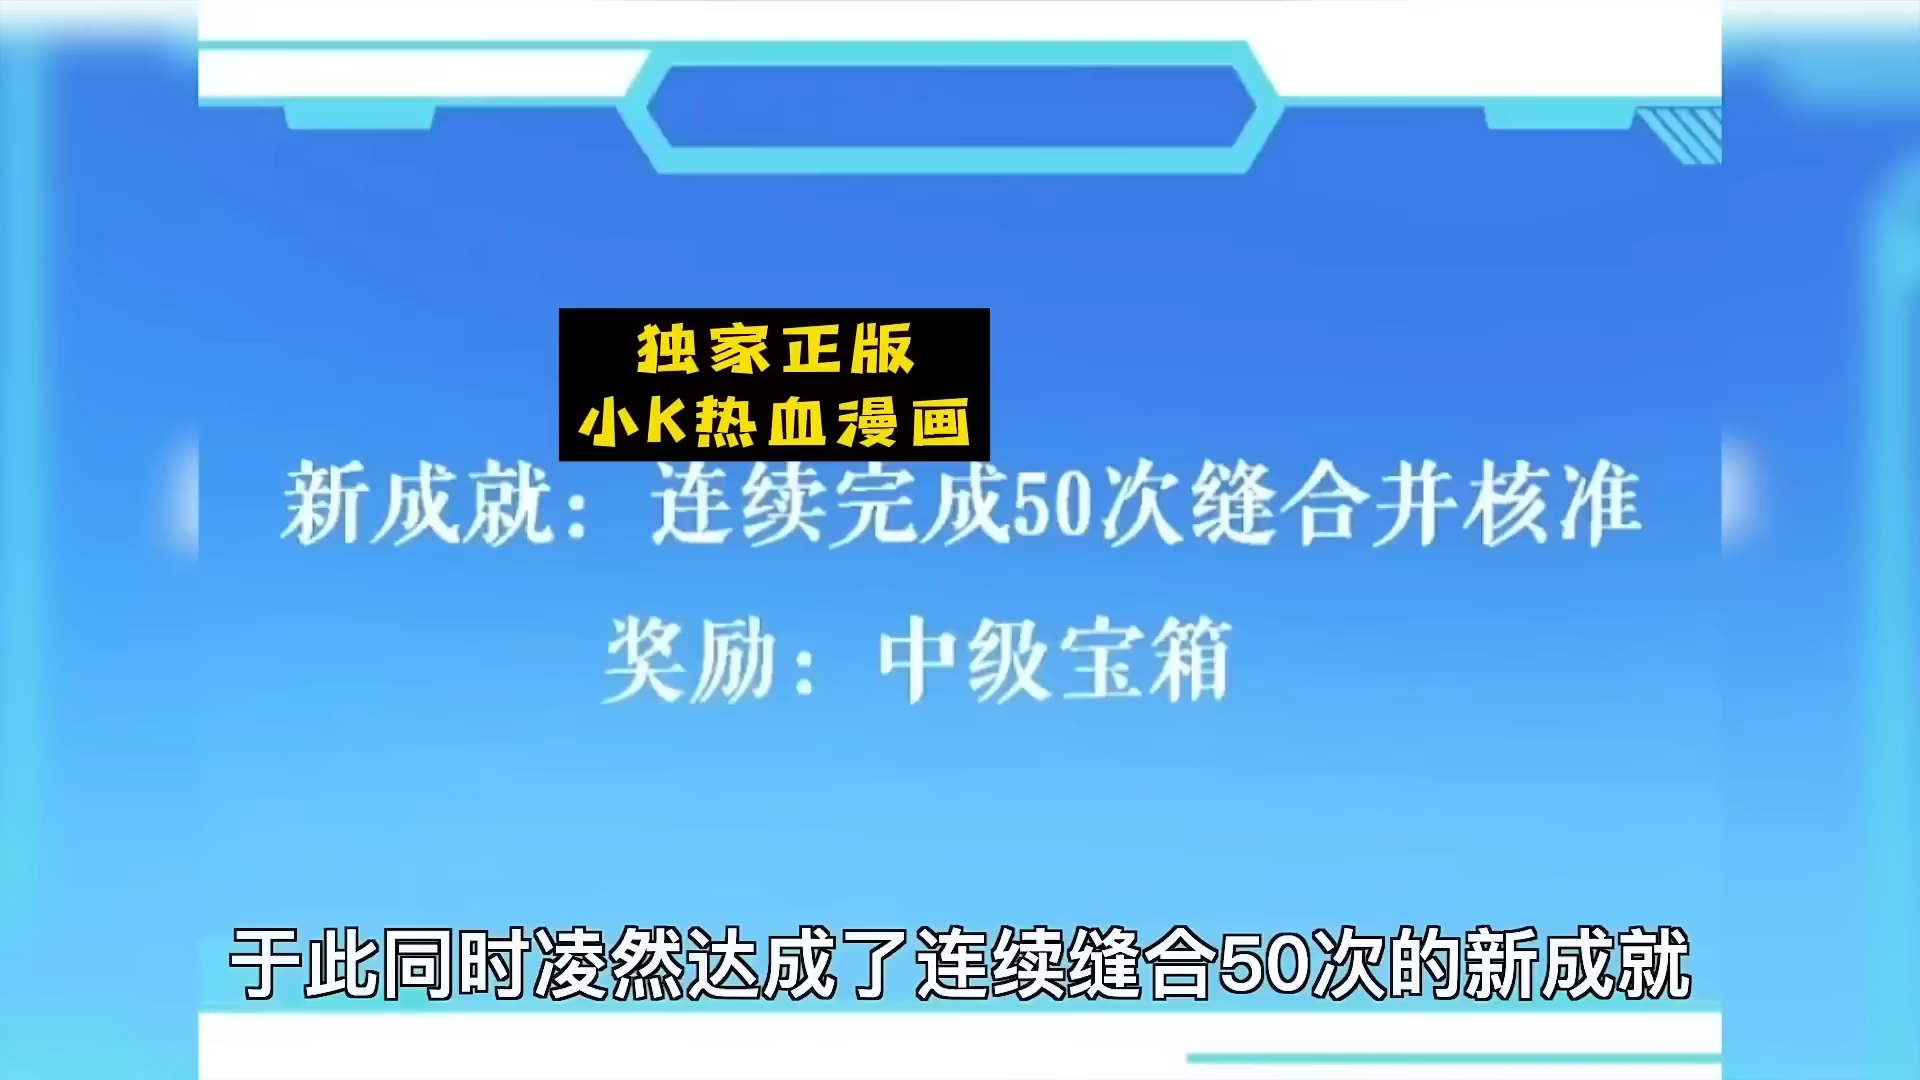 独家正版
小K热血漫画
新成就：连续完成50次缝合并核准
奖励：中级宝箱
于此同时凌然达成了连续缝合50次的新成就